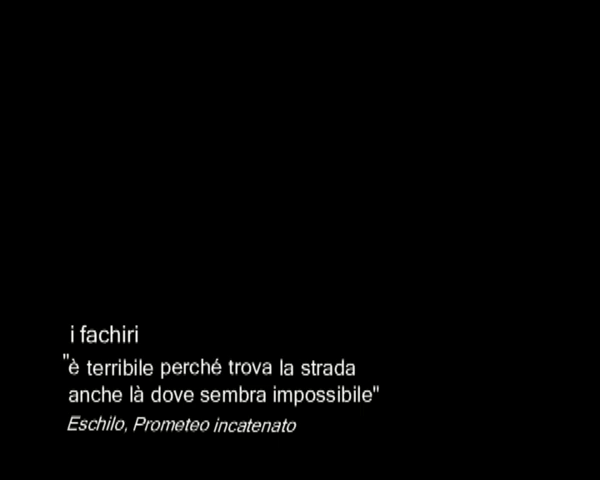 i fachiri
"è terribile perché trova la strada
anche là dove sembra impossibile"
Eschilo, Prometeo incatenato